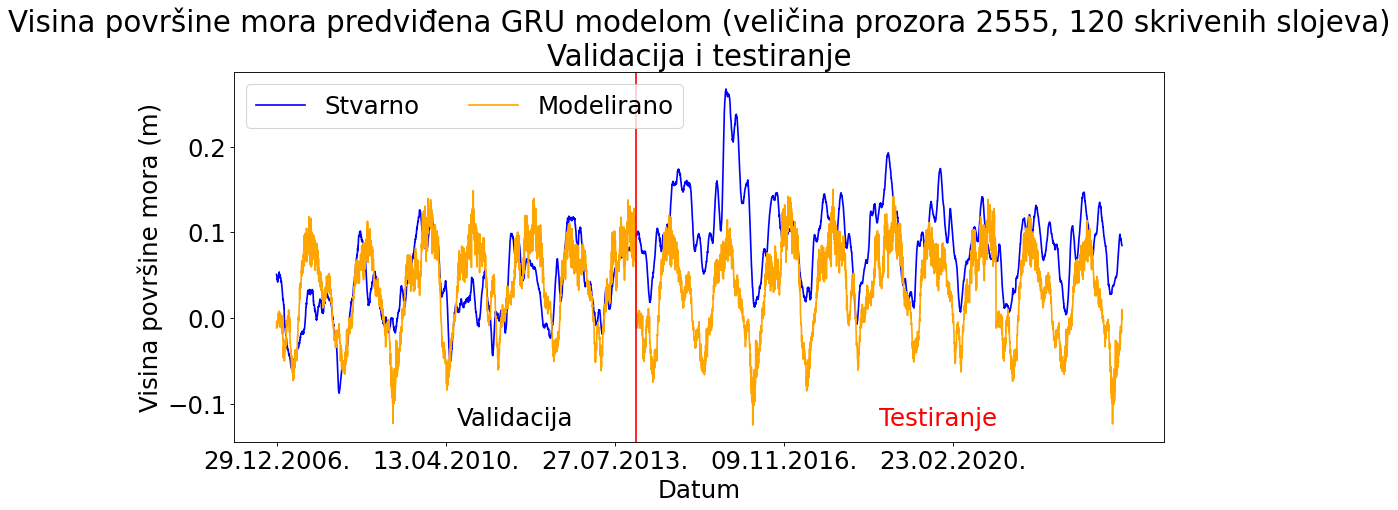 Visina površine mora predviđena GRU modelom (veličina prozora 2555, 120 skrivenih slojeva)
Validacija i testiranje
Stvarno
Modelirano
Visina površine mora (m)
0.2
0.1
0.0
−0.1
Validacija
Testiranje
29.12.2006.
13.04.2010.
27.07.2013.
09.11.2016.
23.02.2020.
Datum